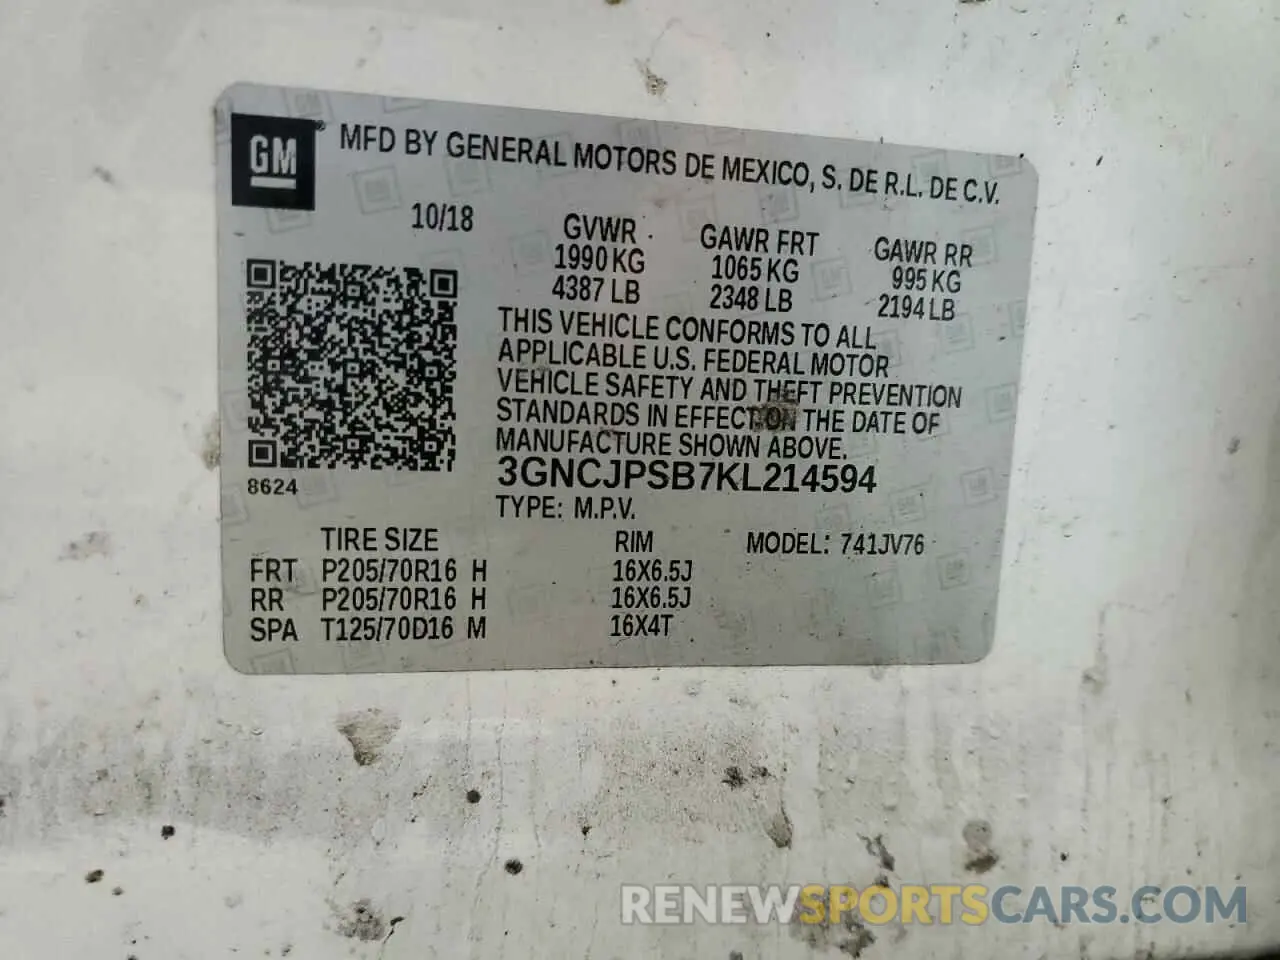 GM® MFD BY GENERAL MOTORS DE MEXICO, S. DE R.L. DE C.V.
10/18 GVWR GAWR FRT GAWR RR
1990 KG 1065 KG 995 KG
4387 LB 2348 LB 2194 LB
THIS VEHICLE CONFORMS TO ALL
APPLICABLE U.S. FEDERAL MOTOR
VEHICLE SAFETY AND THEFT PREVENTION
STANDARDS IN EFFECT ON THE DATE OF
MANUFACTURE SHOWN ABOVE.
3GNCJPSB7KL214594
8624
TYPE: M.P.V.
TIRE SIZE RIM MODEL: 741JV76
FRT P205/70R16 H 16X6.5J
RR P205/70R16 H 16X6.5J
SPA T125/70D16 M 16X4T
RENEWSPORTSCARS.COM